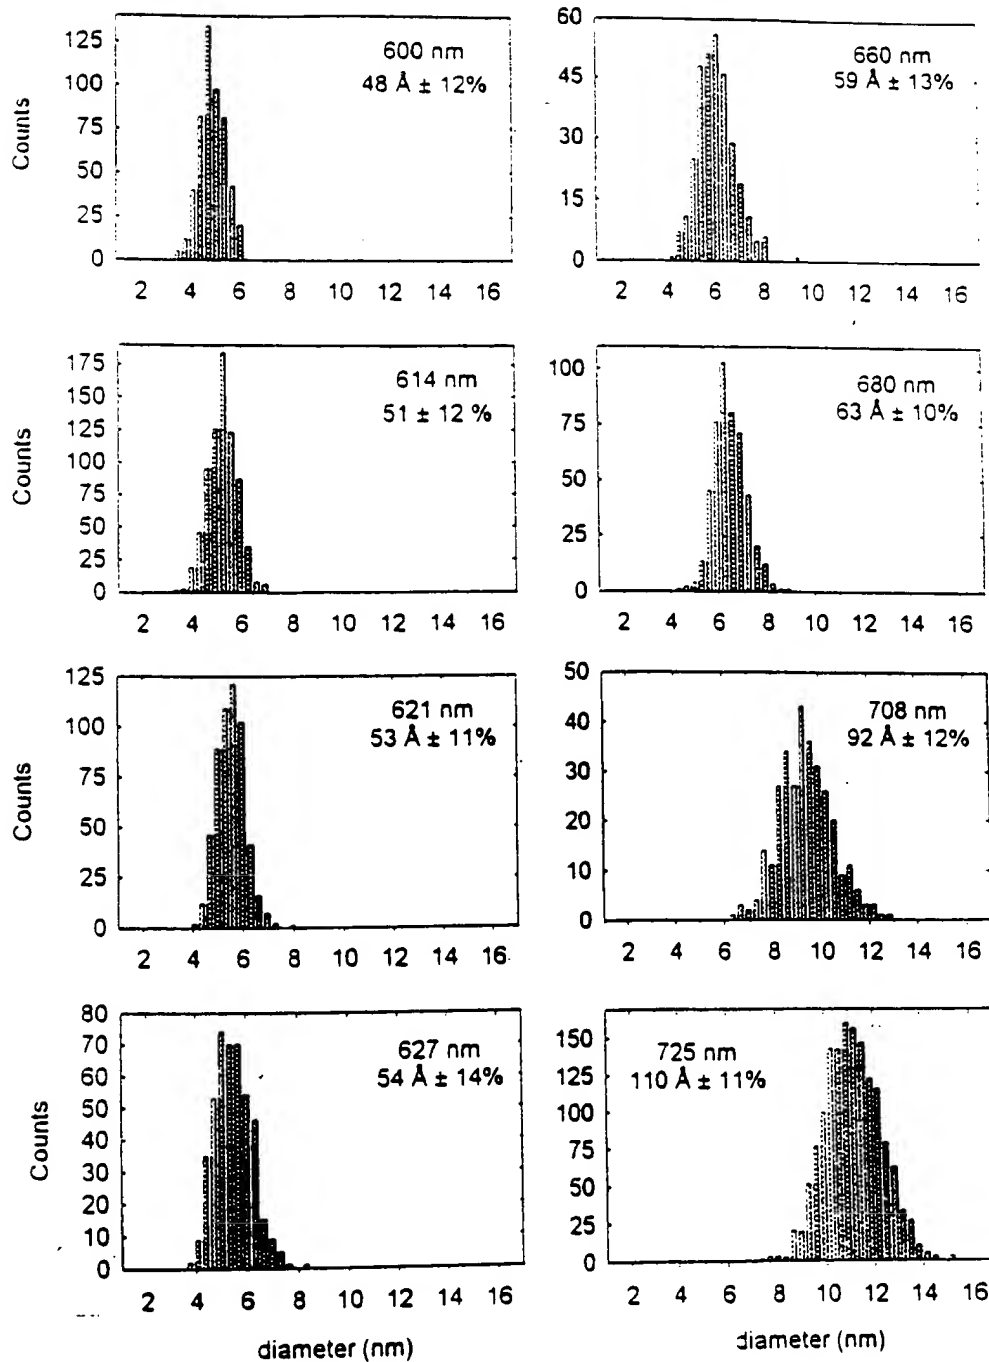 125
100
75
50
25
0
Counts
600 nm
48 Å ± 12%
2 4 6 8 10 12 14 16
60
45
30
15
0
660 nm
59 Å ± 13%
2 4 6 8 10 12 14 16
175
150
125
100
75
50
25
0
Counts
614 nm
51 ± 12 %
2 4 6 8 10 12 14 16
100
75
50
25
0
680 nm
63 Å ± 10%
2 4 6 8 10 12 14 16
125
100
75
50
25
0
Counts
621 nm
53 Å ± 11%
2 4 6 8 10 12 14 16
50
40
30
20
10
0
708 nm
92 Å ± 12%
2 4 6 8 10 12 14 16
80
70
60
50
40
30
20
10
0
Counts
627 nm
54 Å ± 14%
2 4 6 8 10 12 14 16
diameter (nm)
150
125
100
75
50
25
0
725 nm
110 Å ± 11%
2 4 6 8 10 12 14 16
diameter (nm)